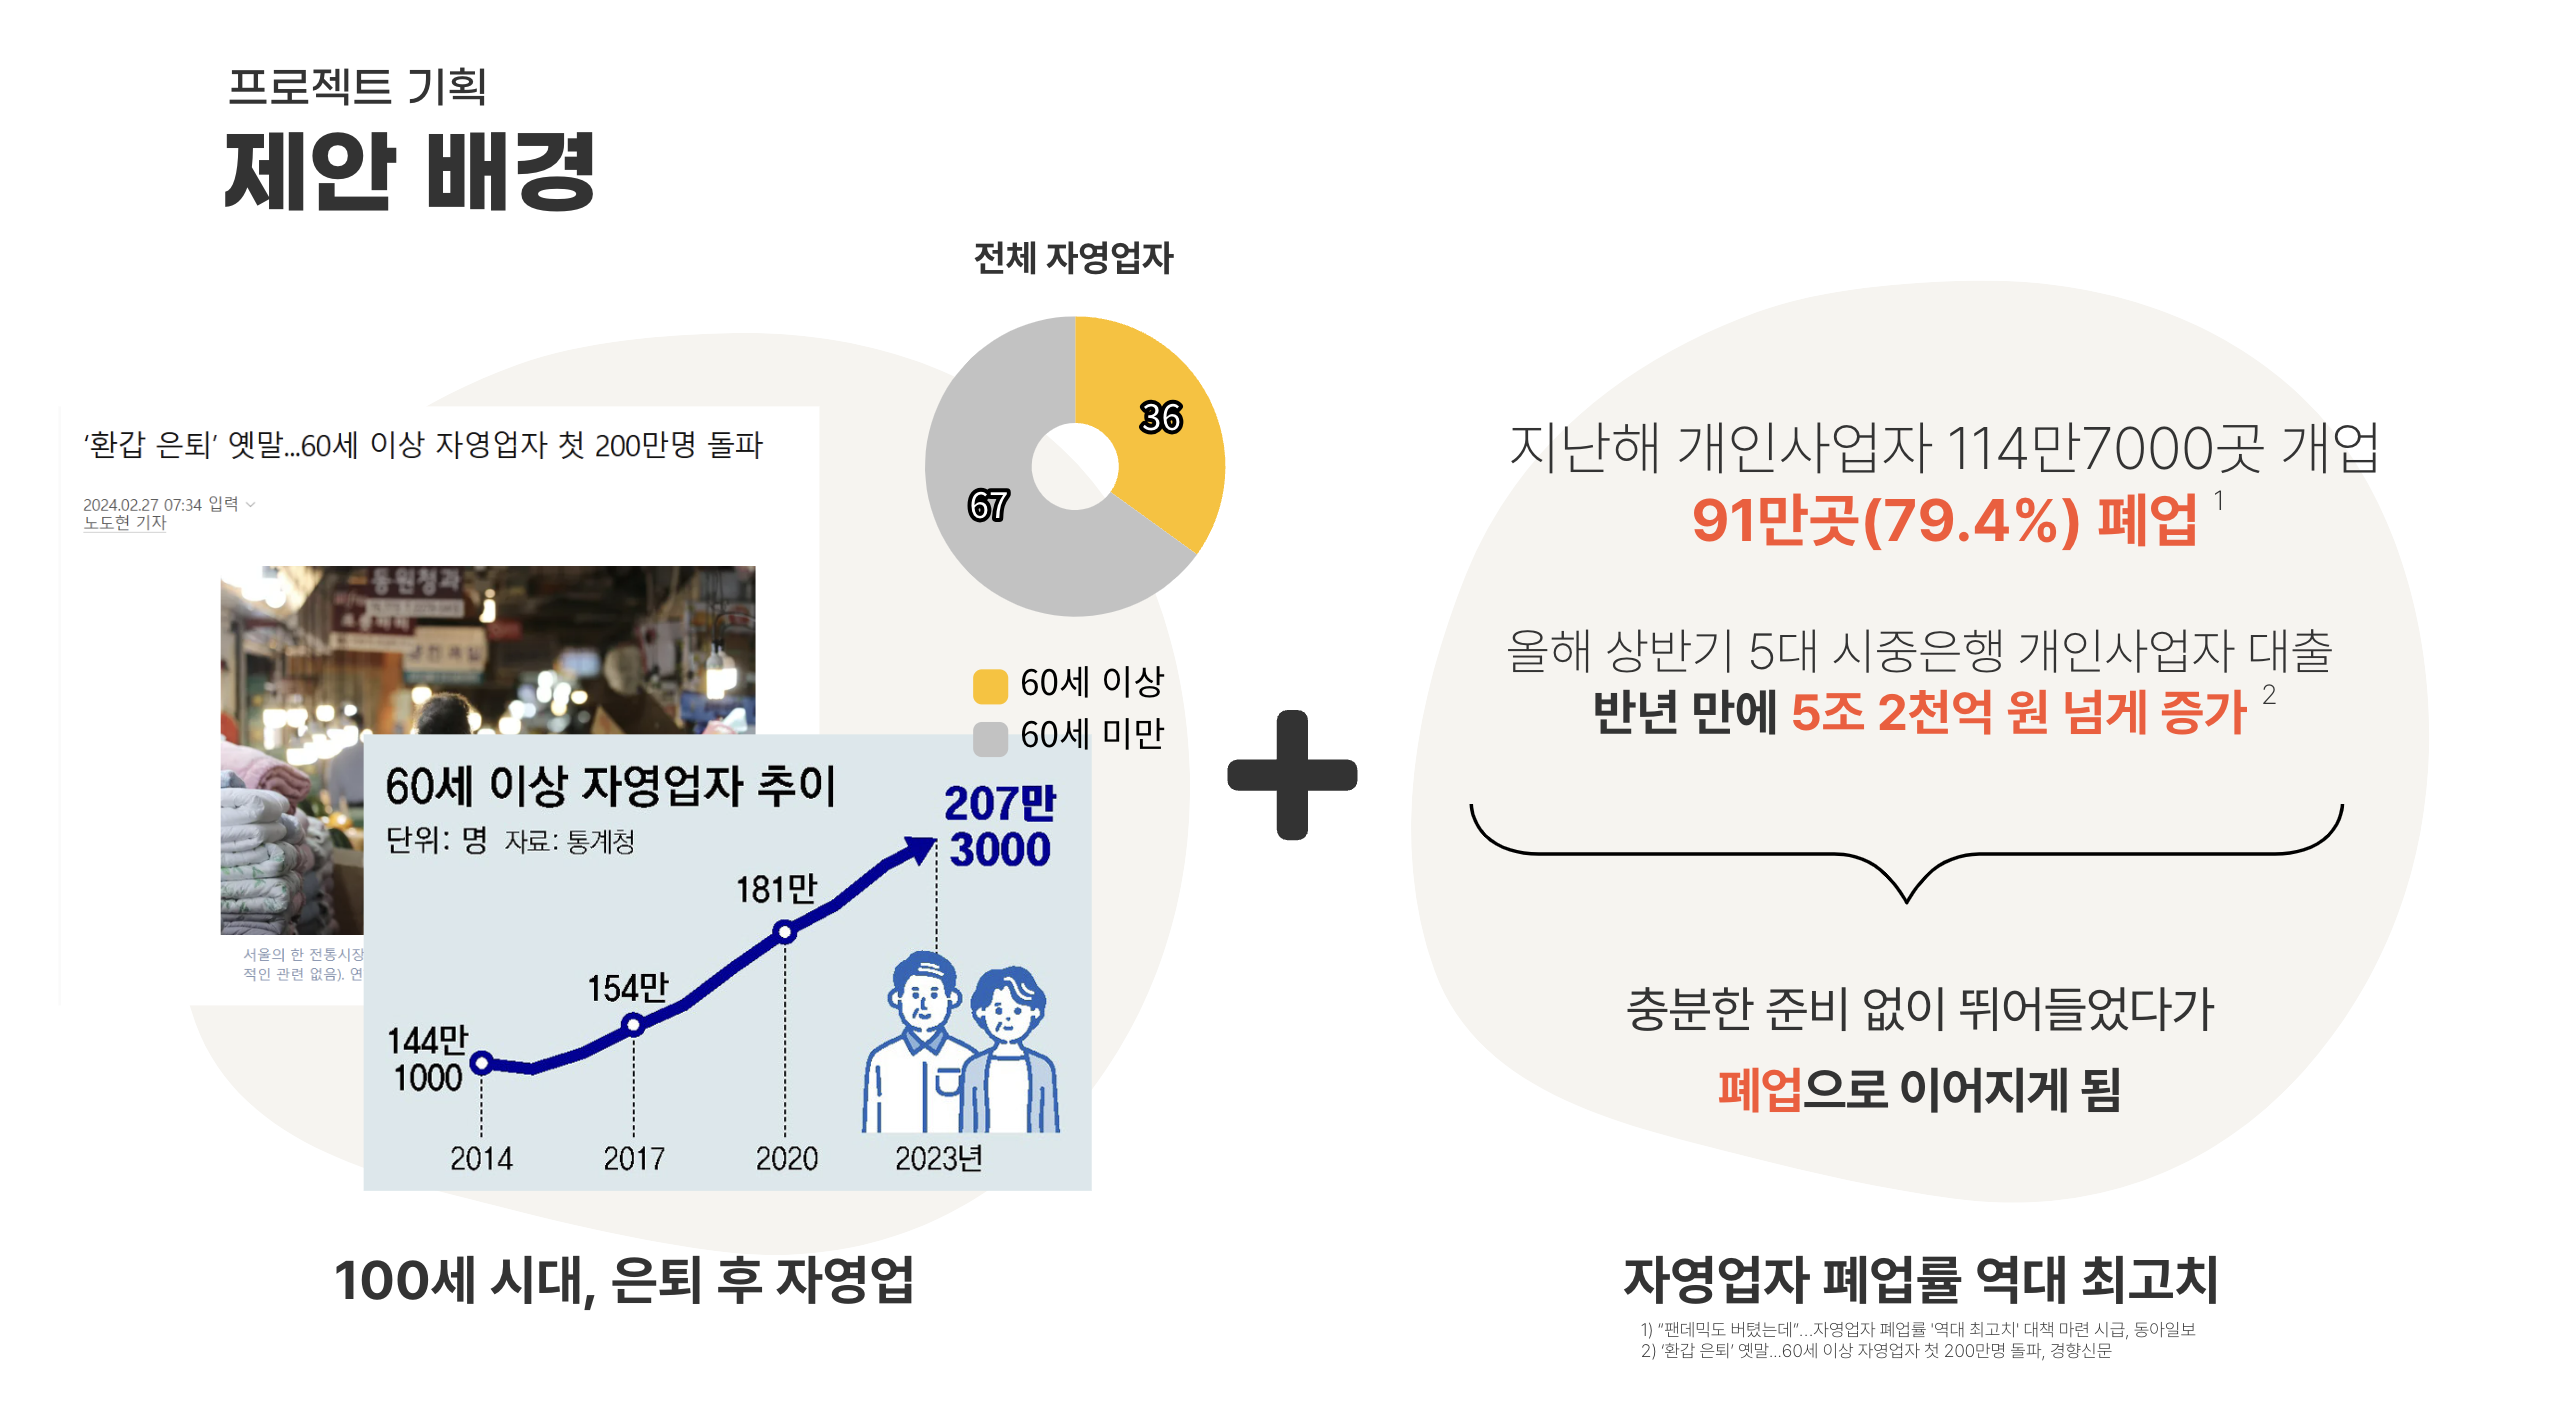 프로젝트 기획
제안 배경
전체 자영업자
36
67
60세 이상
60세 미만
'환갑 은퇴' 옛말...60세 이상 자영업자 첫 200만명 돌파
2024.02.27 07:34 입력
노도현 기자
서울의 한 전통시장
적인 관련 없음). 연
60세 이상 자영업자 추이
단위: 명 자료: 통계청
207만
3000
181만
154만
144만
1000
2014 2017 2020 2023년
100세 시대, 은퇴 후 자영업
지난해 개인사업자 114만7000곳 개업
91만곳(79.4%) 폐업 1
올해 상반기 5대 시중은행 개인사업자 대출
반년 만에 5조 2천억 원 넘게 증가 2
충분한 준비 없이 뛰어들었다가
폐업으로 이어지게 됨
자영업자 폐업률 역대 최고치
1) "팬데믹도 버텼는데"...자영업자 폐업률 '역대 최고치' 대책 마련 시급, 동아일보
2) '환갑 은퇴' 옛말...60세 이상 자영업자 첫 200만명 돌파, 경향신문